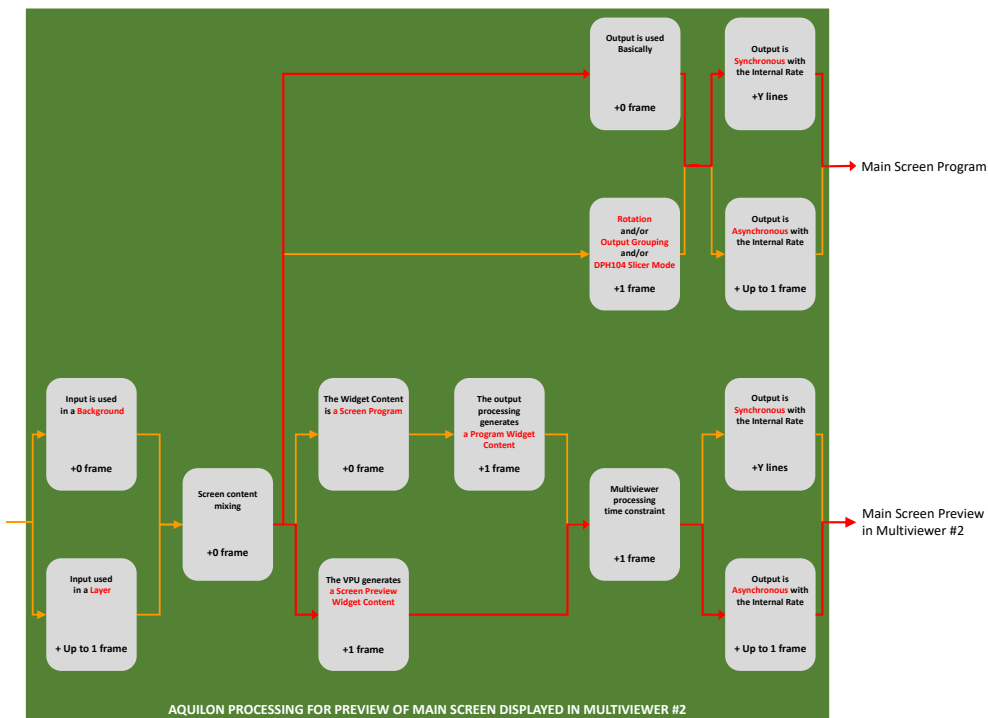 Output is used
Basically
+0 frame
Output is
Synchronous with
the Internal Rate
+Y lines
Main Screen Program
Rotation
and/or
Output Grouping
and/or
DPH104 Slicer Mode
+1 frame
Output is
Asynchronous with
the Internal Rate
+ Up to 1 frame
Input is used
in a Background
+0 frame
The Widget Content
is a Screen Program
+0 frame
The output
processing
generates
a Program Widget
Content
+1 frame
Output is
Synchronous with
the Internal Rate
+Y lines
Screen content
mixing
+0 frame
Multiviewer
processing
time constraint
+1 frame
Main Screen Preview
in Multiviewer #2
Input used
in a Layer
+ Up to 1 frame
The VPU generates
a Screen Preview
Widget Content
+1 frame
Output is
Asynchronous with
the Internal Rate
+ Up to 1 frame
AQUILON PROCESSING FOR PREVIEW OF MAIN SCREEN DISPLAYED IN MULTIVIEWER #2